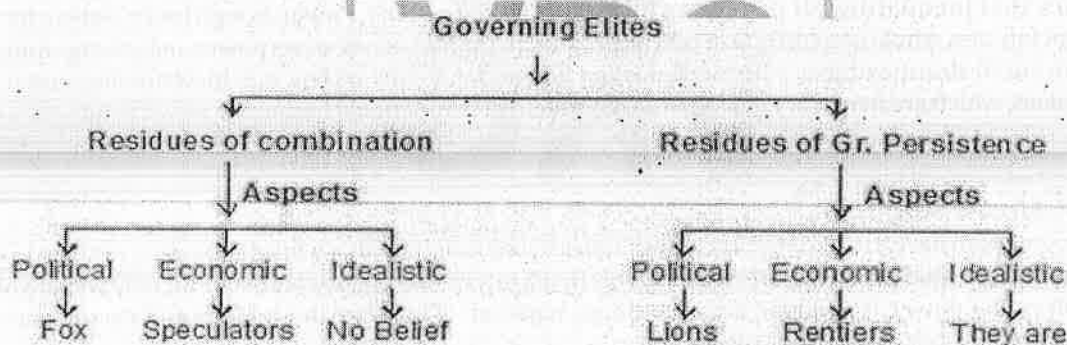 Governing Elites
Residues of combination Residues of Gr. Persistence
Aspects Aspects
Political Economic Idealistic Political Economic Idealistic
Fox Speculators No Belief Lions Rentiers They are